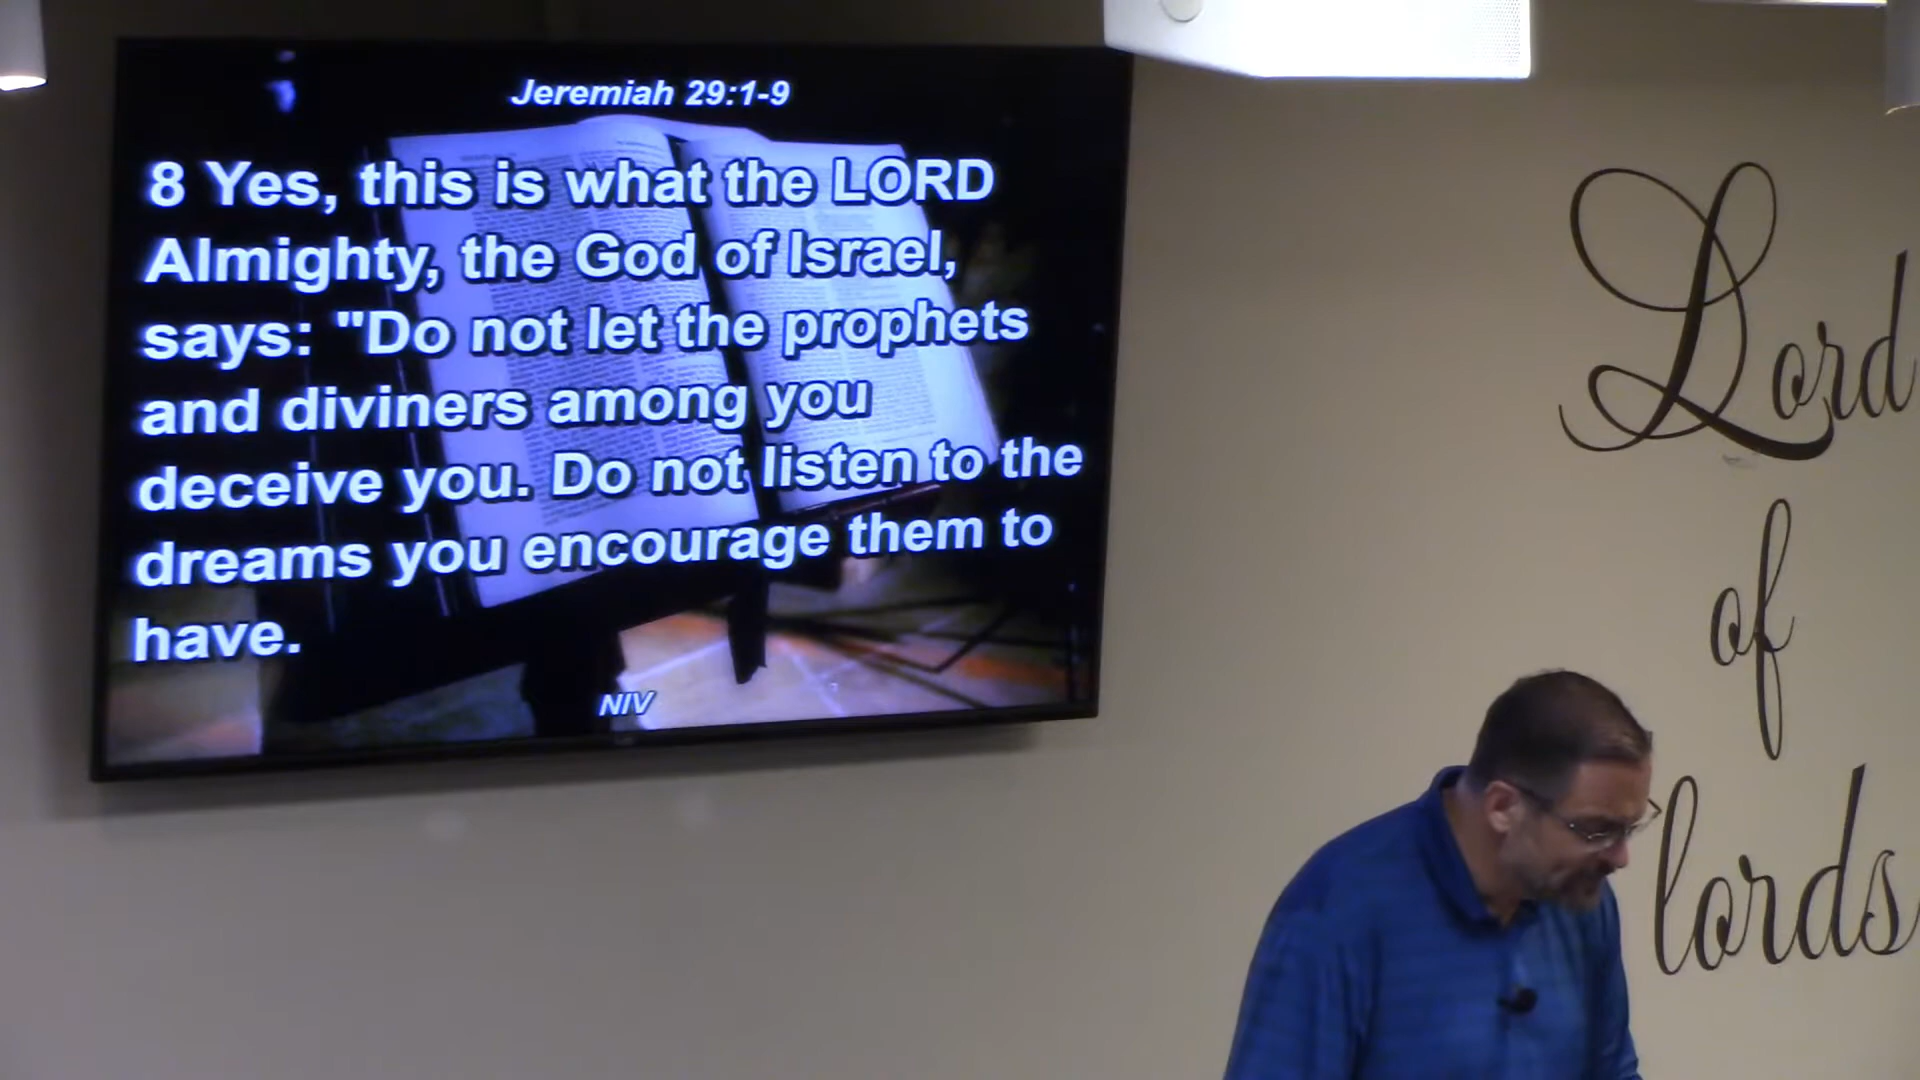 Jeremiah 29:1-9
8 Yes, this is what the LORD
Almighty, the God of Israel,
says: "Do not let the prophets
and diviners among you
deceive you. Do not listen to the
dreams you encourage them to
have.
NIV
Lord
of
lords